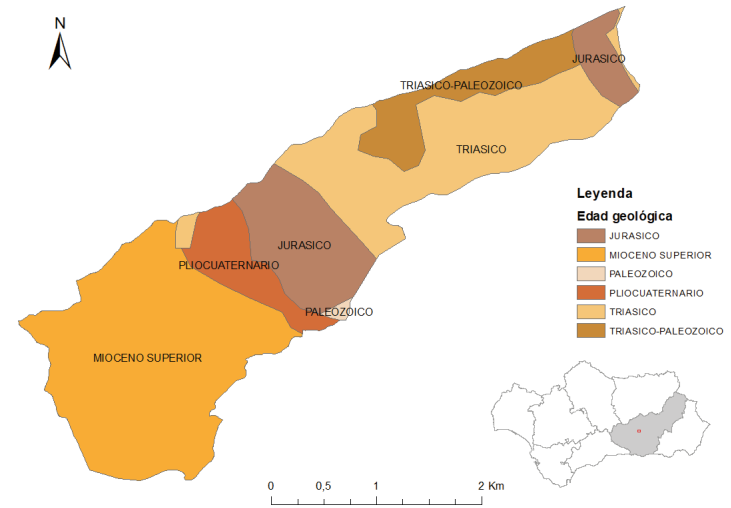 N
JURASICO
TRIASICO-PALEOZOICO
TRIASICO
Leyenda
Edad geológica
JURASICO
MIOCENO SUPERIOR
PALEOZOICO
PLIOCUATERNARIO
TRIASICO
TRIASICO-PALEOZOICO
JURASICO
PLIOCUATERNARIO
PALEOZOICO
MIOCENO SUPERIOR
0 0,5 1 2 Km